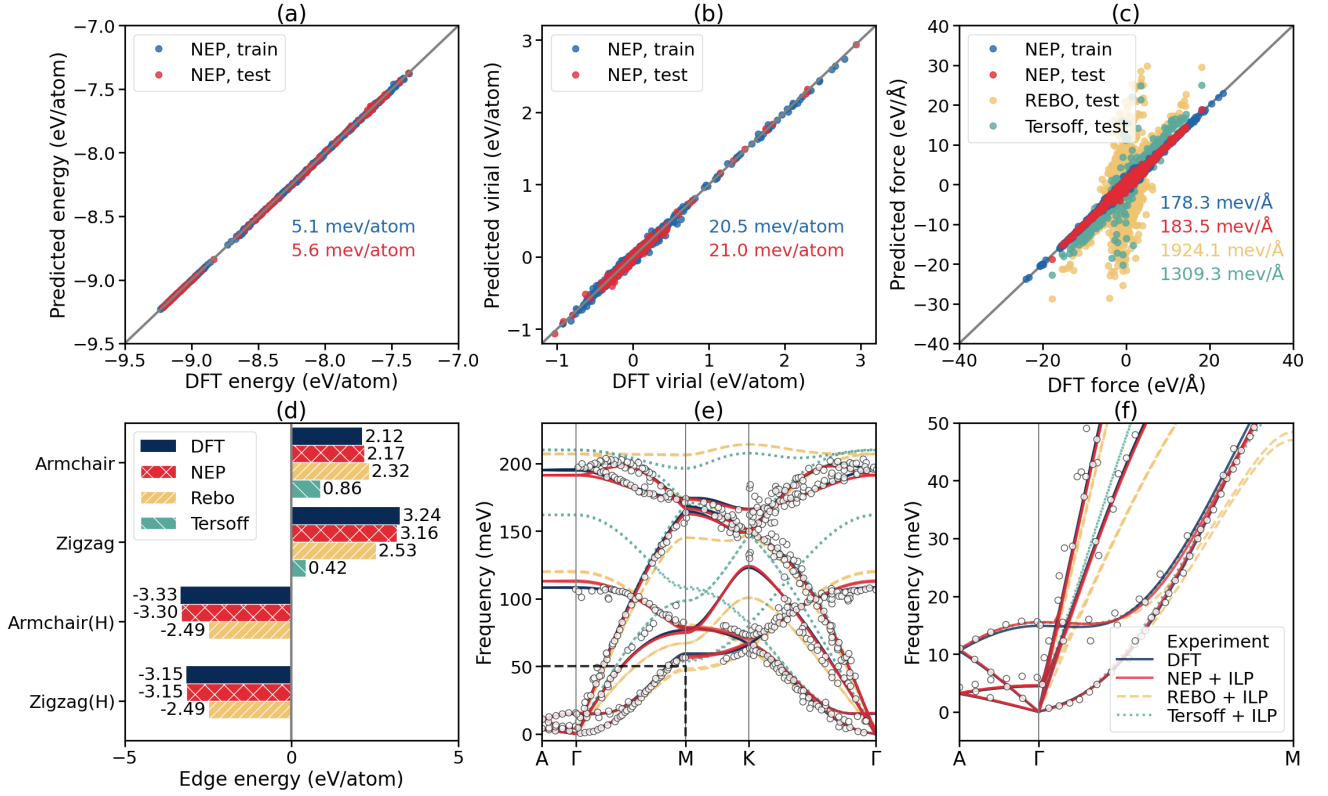 (a)
−7.0
−7.5
−8.0
−8.5
−9.0
−9.5
Predicted energy (eV/atom)
NEP, train
NEP, test
5.1 mev/atom
5.6 mev/atom
−9.5 −9.0 −8.5 −8.0 −7.5 −7.0
DFT energy (eV/atom)
(b)
3
2
1
0
−1
Predicted virial (eV/atom)
NEP, train
NEP, test
20.5 mev/atom
21.0 mev/atom
−1 0 1 2 3
DFT virial (eV/atom)
(c)
40
30
20
10
0
−10
−20
−30
−40
Predicted force (eV/Å)
NEP, train
NEP, test
REBO, test
Tersoff, test
178.3 mev/Å
183.5 mev/Å
1924.1 mev/Å
1309.3 mev/Å
−40 −20 0 20 40
DFT force (eV/Å)
(d)
DFT
NEP
Rebo
Tersoff
Armchair
2.12
2.17
2.32
0.86
Zigzag
3.24
3.16
2.53
0.42
Armchair(H)
-3.33
-3.30
-2.49
Zigzag(H)
-3.15
-3.15
-2.49
−5 0 5
Edge energy (eV/atom)
(e)
200
150
100
50
0
Frequency (meV)
A Γ M K Γ
(f)
50
40
30
20
10
0
Frequency (meV)
Experiment
DFT
NEP + ILP
REBO + ILP
Tersoff + ILP
A Γ M